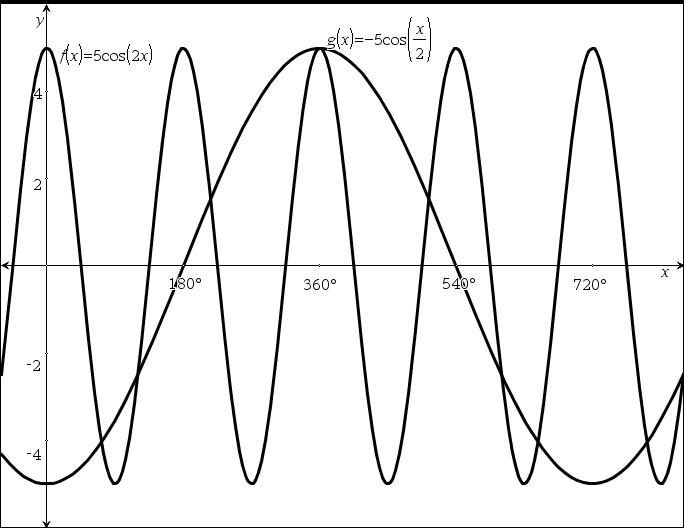 y
f(x)=5cos(2x)
g(x)=-5cos(x/2)
4
2
180°
360°
540°
720°
x
-2
-4